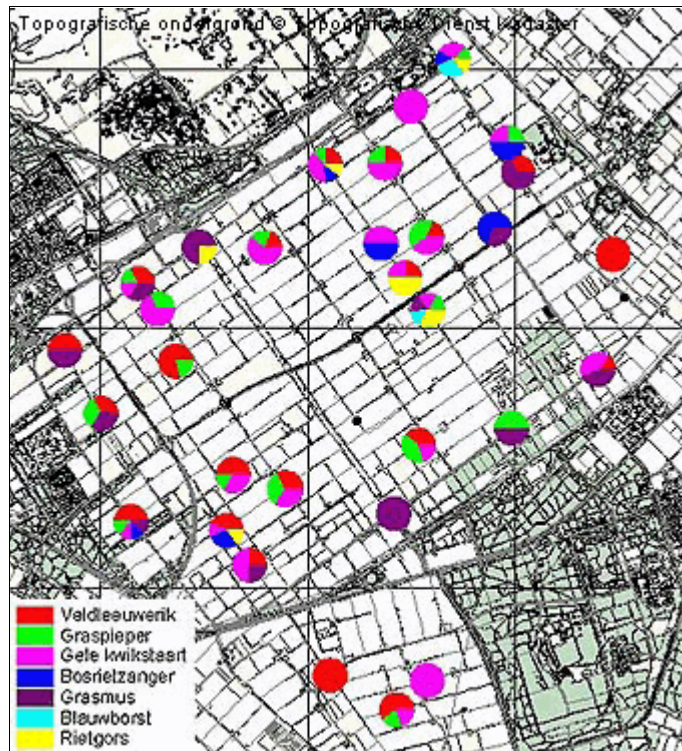 Topografische ondergrond © Topografische Dienst Kadaster
Veldleeuwerik
Graspieper
Gele kwikstaart
Bosrietzanger
Grasmus
Blauwborst
Rietgors